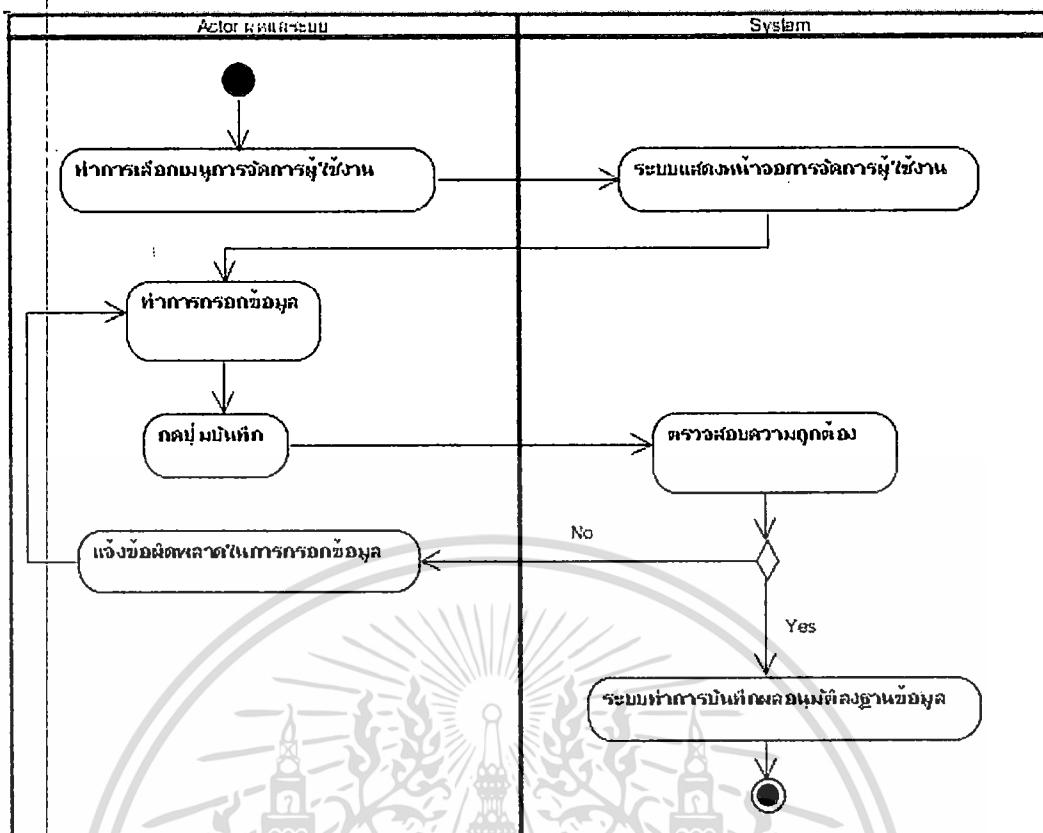 Actor ผู้ดูแลระบบ
System
ทำการเลือกเมนูการจัดการผู้ใช้งาน
ระบบแสดงหน้าจอการจัดการผู้ใช้งาน
ทำการกรอกข้อมูล
กดปุ่มบันทึก
ตรวจสอบความถูกต้อง
แจ้งข้อผิดพลาดในการกรอกข้อมูล
No
Yes
ระบบทำการบันทึกผลอนุมัติลงฐานข้อมูล